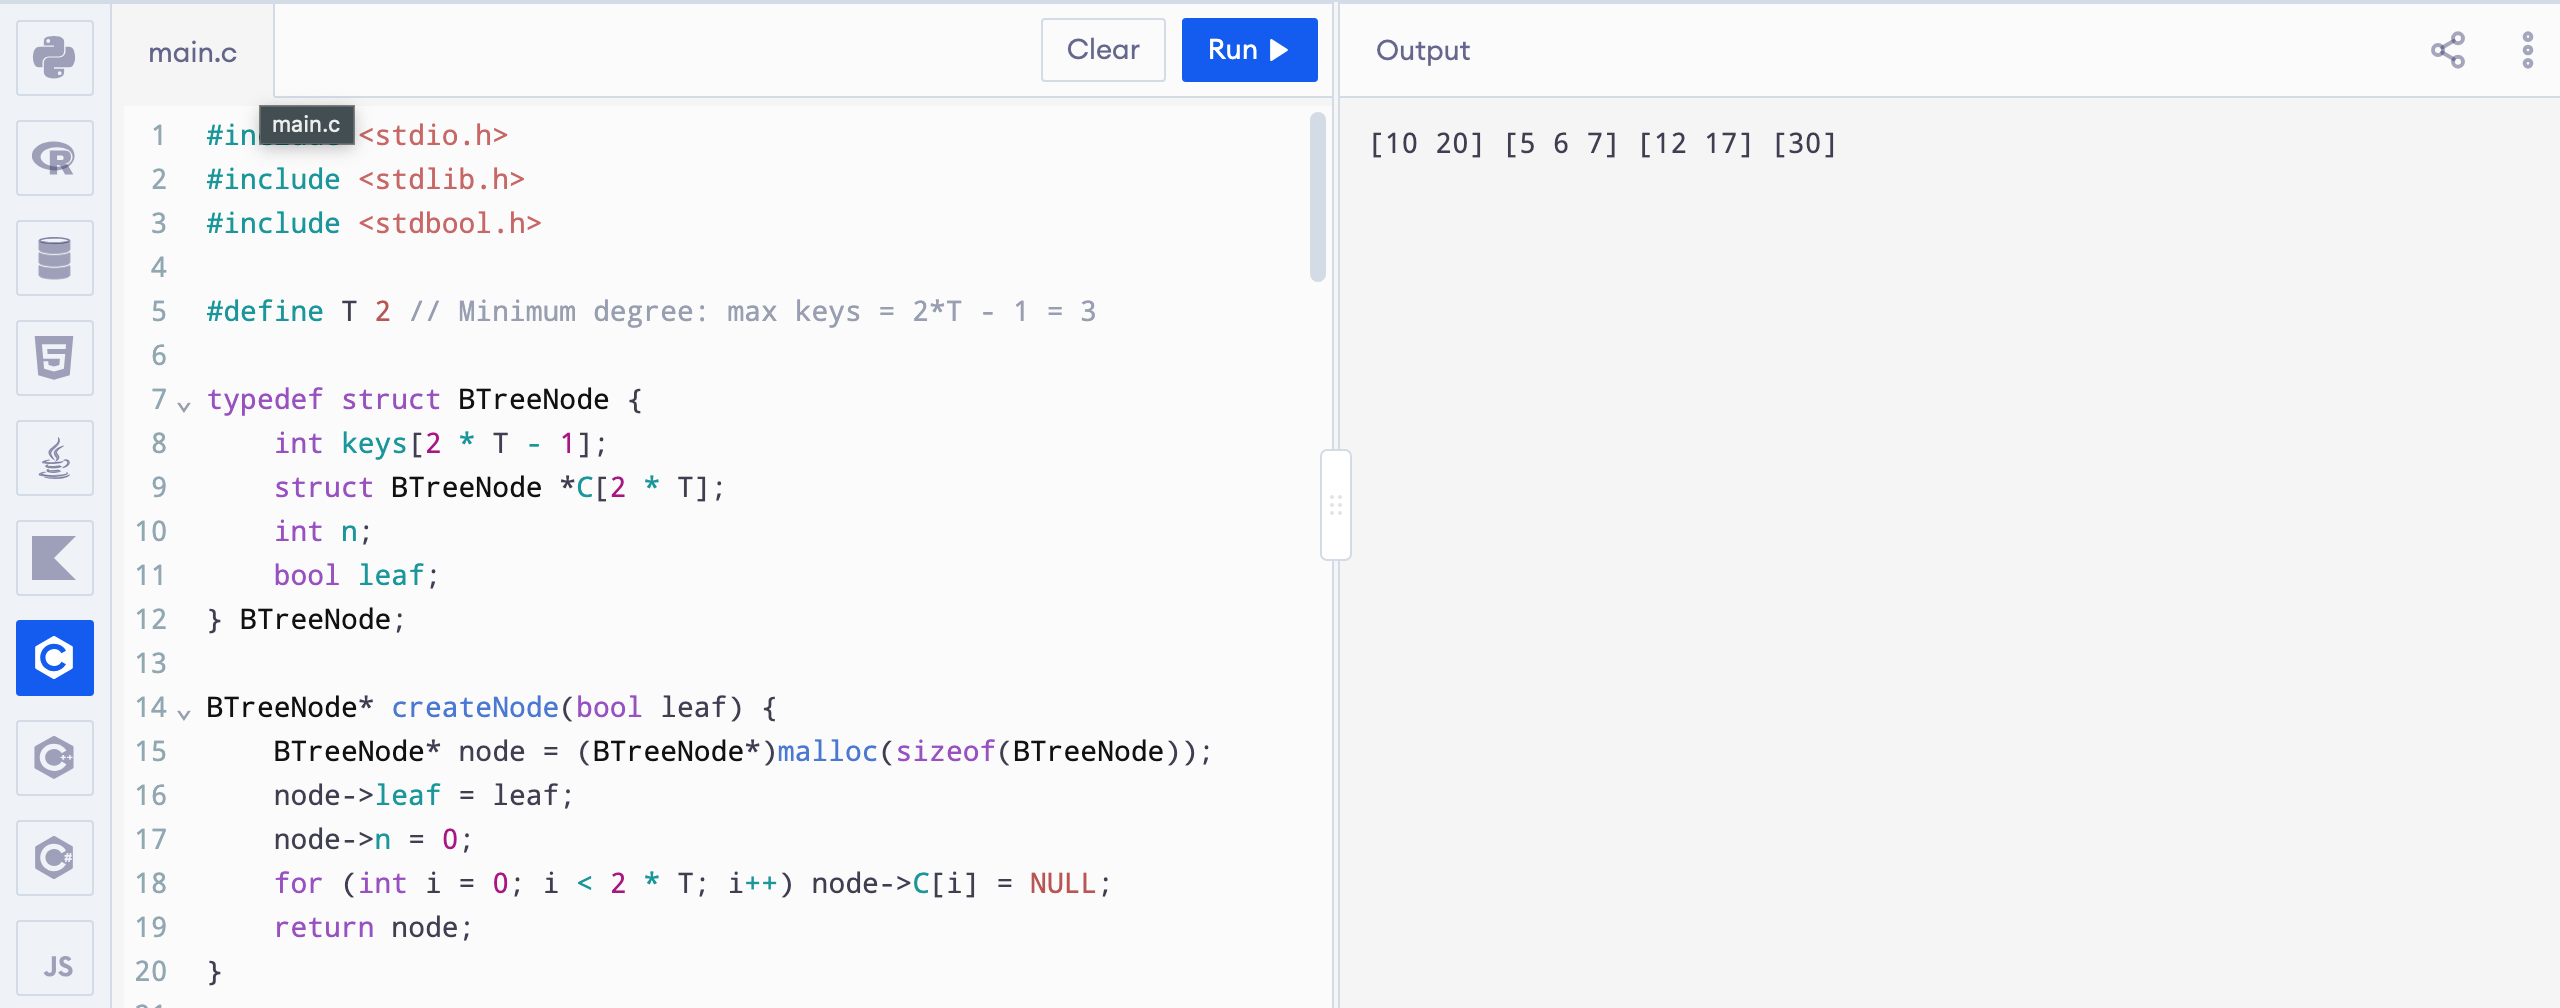 main.c
Clear
Run
Output
main.c
1 #include <stdio.h>
2 #include <stdlib.h>
3 #include <stdbool.h>
4
5 #define T 2 // Minimum degree: max keys = 2*T - 1 = 3
6
7 typedef struct BTreeNode {
8     int keys[2 * T - 1];
9     struct BTreeNode *C[2 * T];
10     int n;
11     bool leaf;
12 } BTreeNode;
13
14 BTreeNode* createNode(bool leaf) {
15     BTreeNode* node = (BTreeNode*)malloc(sizeof(BTreeNode));
16     node->leaf = leaf;
17     node->n = 0;
18     for (int i = 0; i < 2 * T; i++) node->C[i] = NULL;
19     return node;
20 }
[10 20] [5 6 7] [12 17] [30]
R
5
C
C++
C#
JS